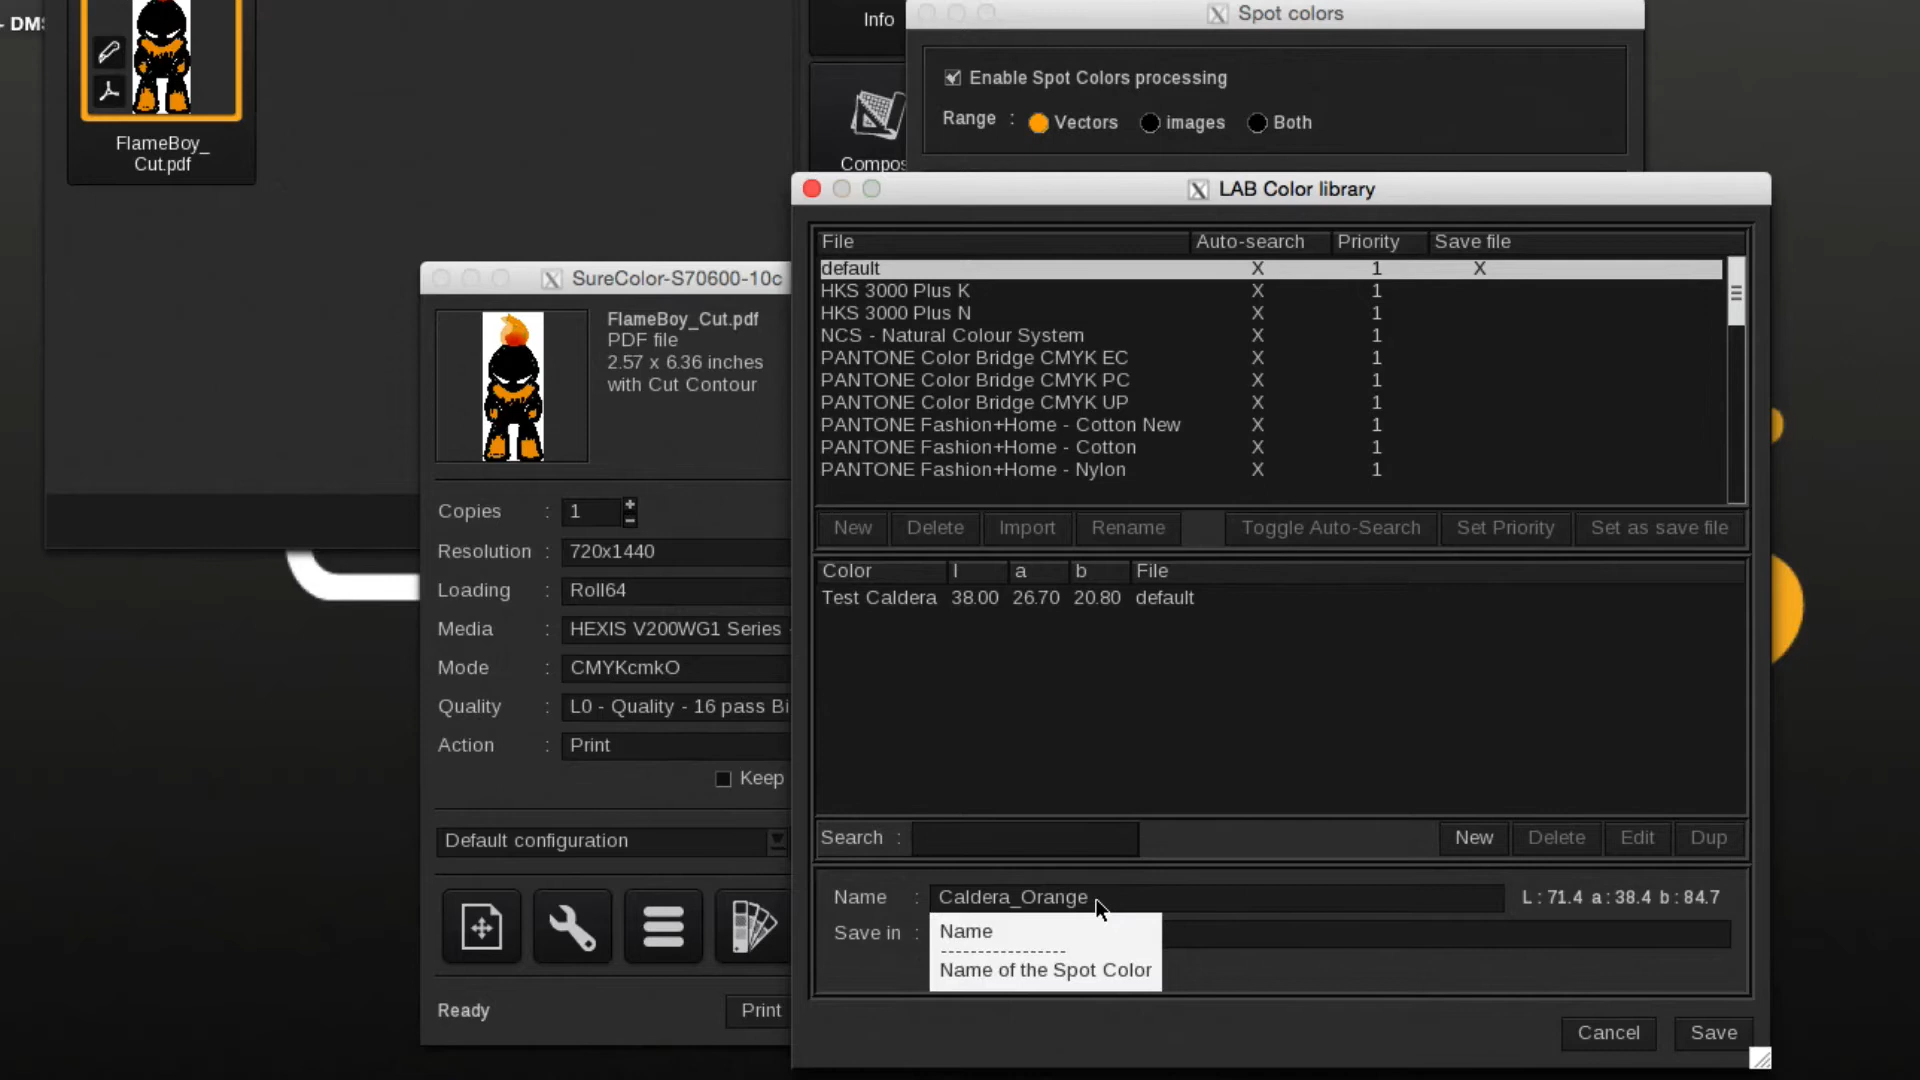 - DMS
FlameBoy_
Cut.pdf
Info
Compos
Spot colors
Enable Spot Colors processing
Range : Vectors images Both
SureColor-S70600-10c
FlameBoy_Cut.pdf
PDF file
2.57 x 6.36 inches
with Cut Contour
Copies : 1
Resolution : 720x1440
Loading : Roll64
Media : HEXIS V200WG1 Series -
Mode : CMYKcmkO
Quality : L0 - Quality - 16 pass Bi
Action : Print
Keep
Default configuration
Ready
Print
LAB Color library
File Auto-search Priority Save file
default X 1 X
HKS 3000 Plus K X 1
HKS 3000 Plus N X 1
NCS - Natural Colour System X 1
PANTONE Color Bridge CMYK EC X 1
PANTONE Color Bridge CMYK PC X 1
PANTONE Color Bridge CMYK UP X 1
PANTONE Fashion+Home - Cotton New X 1
PANTONE Fashion+Home - Cotton X 1
PANTONE Fashion+Home - Nylon X 1
New Delete Import Rename Toggle Auto-Search Set Priority Set as save file
Color l a b File
Test Caldera 38.00 26.70 20.80 default
Search : New Delete Edit Dup
Name : Caldera_Orange L : 71.4 a : 38.4 b : 84.7
Save in :
Name
-----------------
Name of the Spot Color
Cancel Save